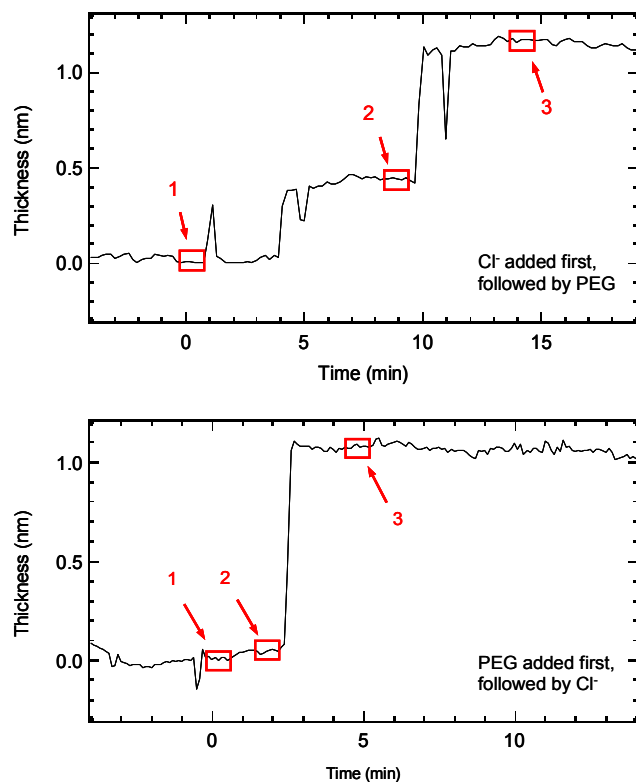 1.0
0.5
0.0
Thickness (nm)
1
2
3
Cl- added first,
followed by PEG
0
5
10
15
Time (min)
1.0
0.5
0.0
Thickness (nm)
1
2
3
PEG added first,
followed by Cl-
0
5
10
Time (min)